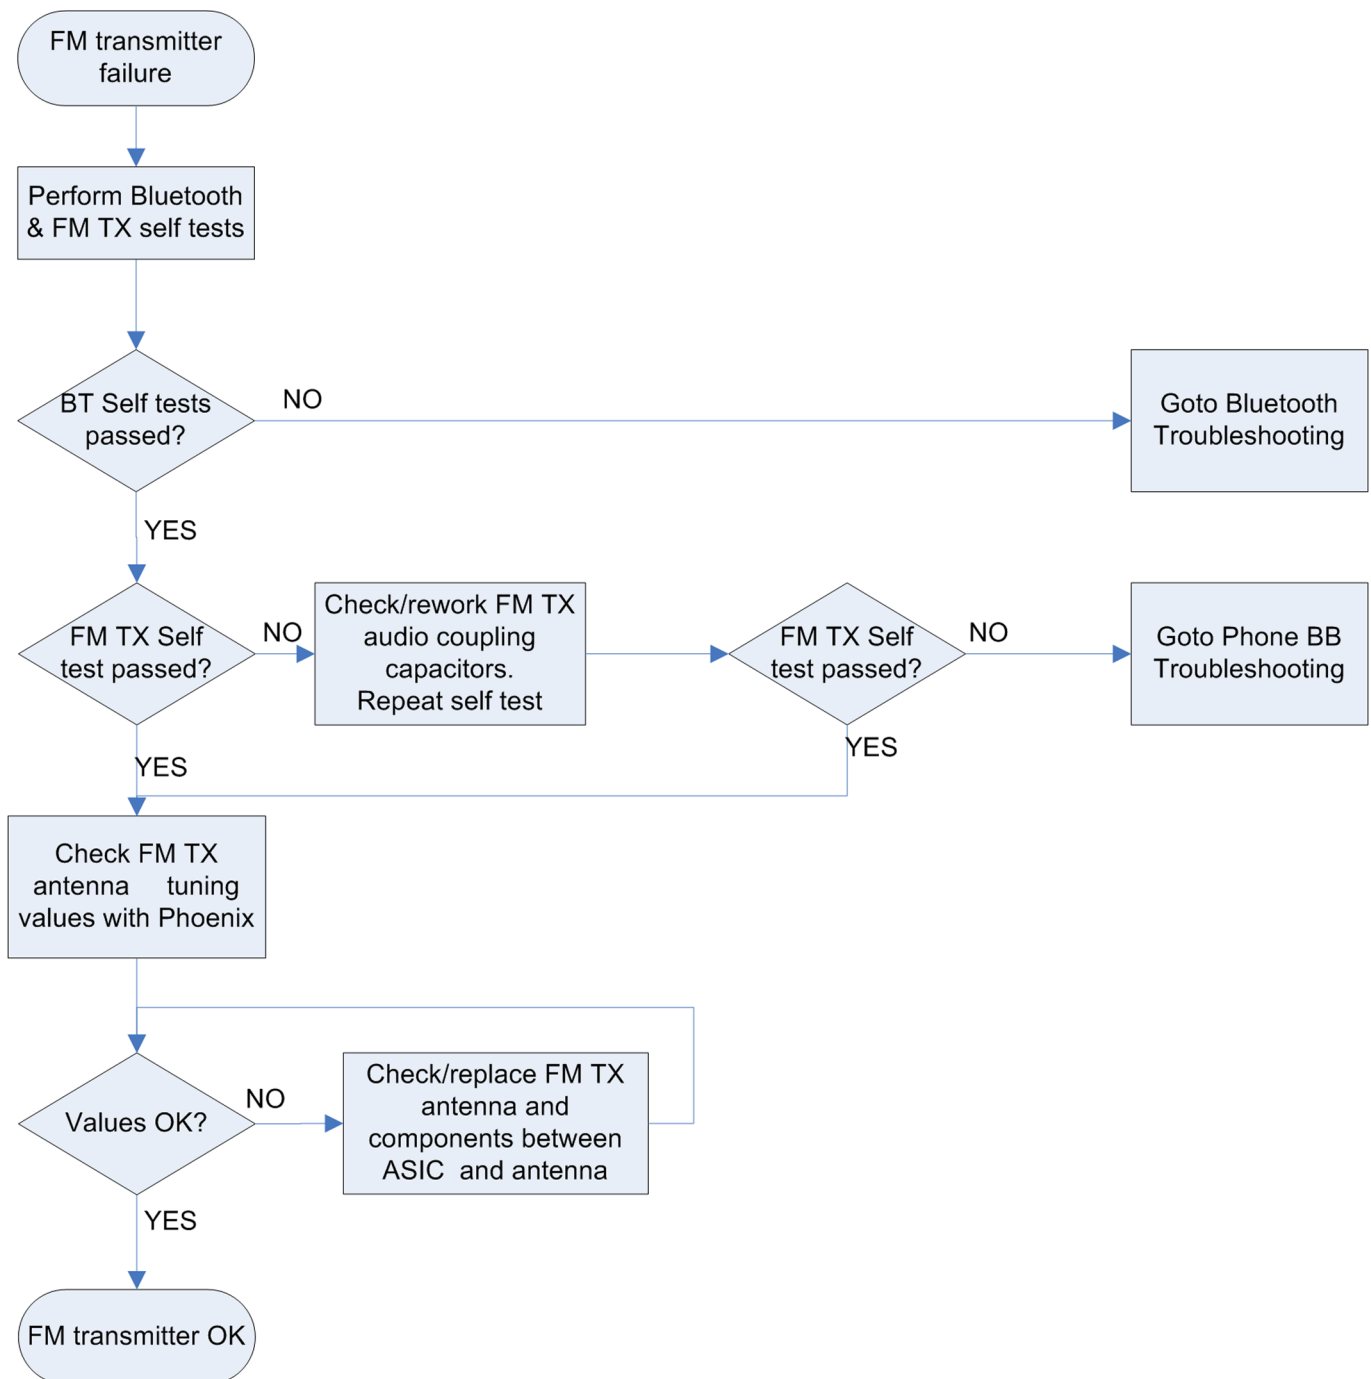 FM transmitter
failure
Perform Bluetooth
& FM TX self tests
BT Self tests
passed?
NO
Goto Bluetooth
Troubleshooting
YES
FM TX Self
test passed?
NO
Check/rework FM TX
audio coupling
capacitors.
Repeat self test
FM TX Self
test passed?
NO
Goto Phone BB
Troubleshooting
YES
YES
Check FM TX
antenna tuning
values with Phoenix
Values OK?
NO
Check/replace FM TX
antenna and
components between
ASIC and antenna
YES
FM transmitter OK